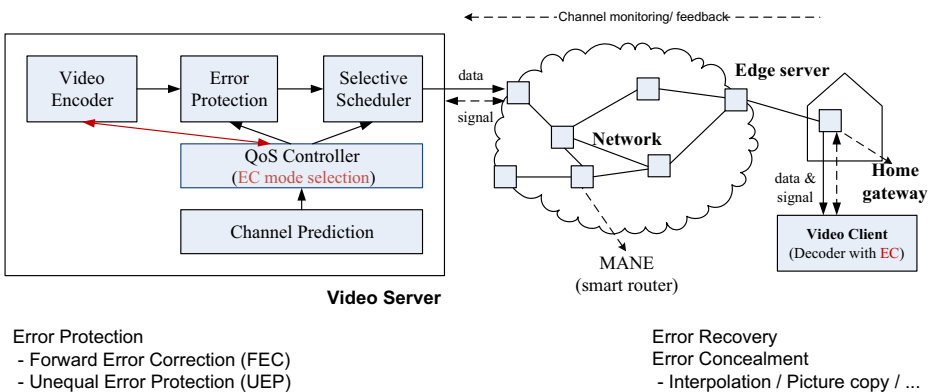 Channel monitoring/ feedback
Video
Encoder
Error
Protection
Selective
Scheduler
data
signal
Edge server
Network
QoS Controller
(EC mode selection)
Channel Prediction
data &
signal
Home
gateway
Video Client
(Decoder with EC)
MANE
(smart router)
Video Server
Error Protection
- Forward Error Correction (FEC)
- Unequal Error Protection (UEP)
Error Recovery
Error Concealment
- Interpolation / Picture copy / ...